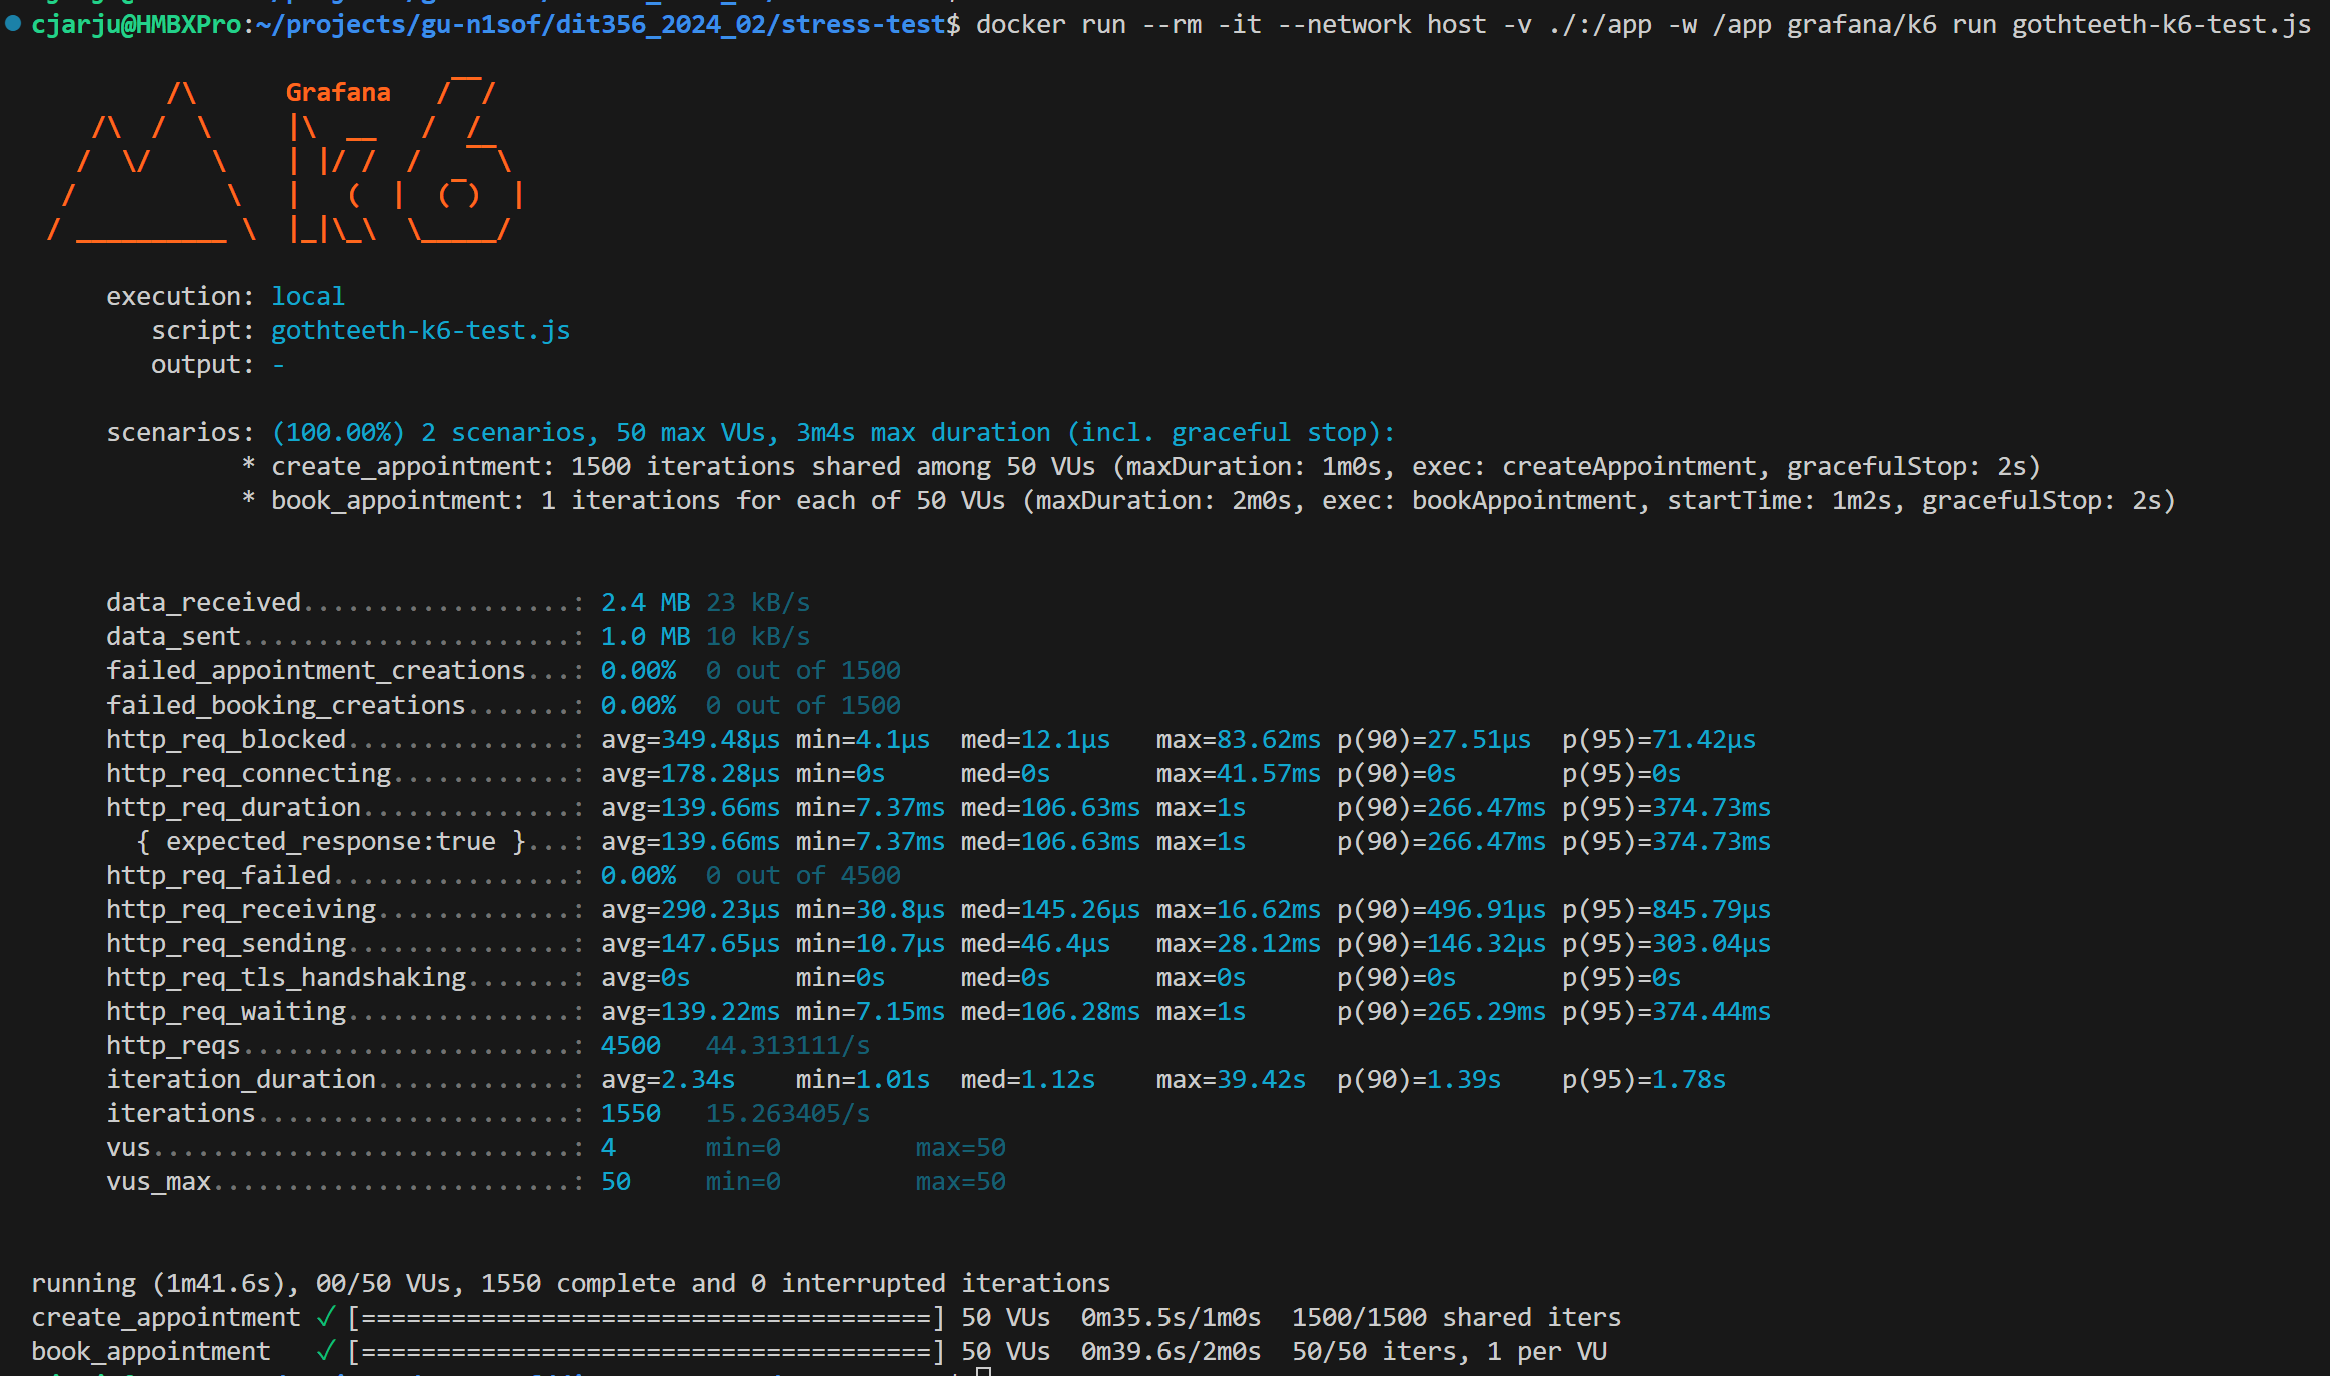 cjarju@HMBXPro:~/projects/gu-n1sof/dit356_2024_02/stress-test$ docker run --rm -it --network host -v ./:/app -w /app grafana/k6 run gothteeth-k6-test.js
Grafana
execution: local
script: gothteeth-k6-test.js
output: -
scenarios: (100.00%) 2 scenarios, 50 max VUs, 3m4s max duration (incl. graceful stop):
* create_appointment: 1500 iterations shared among 50 VUs (maxDuration: 1m0s, exec: createAppointment, gracefulStop: 2s)
* book_appointment: 1 iterations for each of 50 VUs (maxDuration: 2m0s, exec: bookAppointment, startTime: 1m2s, gracefulStop: 2s)
data_received..................: 2.4 MB 23 kB/s
data_sent......................: 1.0 MB 10 kB/s
failed_appointment_creations...: 0.00% 0 out of 1500
failed_booking_creations.......: 0.00% 0 out of 1500
http_req_blocked...............: avg=349.48µs min=4.1µs med=12.1µs max=83.62ms p(90)=27.51µs p(95)=71.42µs
http_req_connecting............: avg=178.28µs min=0s med=0s max=41.57ms p(90)=0s p(95)=0s
http_req_duration..............: avg=139.66ms min=7.37ms med=106.63ms max=1s p(90)=266.47ms p(95)=374.73ms
{ expected_response:true }...: avg=139.66ms min=7.37ms med=106.63ms max=1s p(90)=266.47ms p(95)=374.73ms
http_req_failed................: 0.00% 0 out of 4500
http_req_receiving.............: avg=290.23µs min=30.8µs med=145.26µs max=16.62ms p(90)=496.91µs p(95)=845.79µs
http_req_sending...............: avg=147.65µs min=10.7µs med=46.4µs max=28.12ms p(90)=146.32µs p(95)=303.04µs
http_req_tls_handshaking.......: avg=0s min=0s med=0s max=0s p(90)=0s p(95)=0s
http_req_waiting...............: avg=139.22ms min=7.15ms med=106.28ms max=1s p(90)=265.29ms p(95)=374.44ms
http_reqs......................: 4500 44.313111/s
iteration_duration.............: avg=2.34s min=1.01s med=1.12s max=39.42s p(90)=1.39s p(95)=1.78s
iterations.....................: 1550 15.263405/s
vus............................: 4 min=0 max=50
vus_max........................: 50 min=0 max=50
running (1m41.6s), 00/50 VUs, 1550 complete and 0 interrupted iterations
create_appointment ✓ [======================================] 50 VUs 0m35.5s/1m0s 1500/1500 shared iters
book_appointment ✓ [======================================] 50 VUs 0m39.6s/2m0s 50/50 iters, 1 per VU